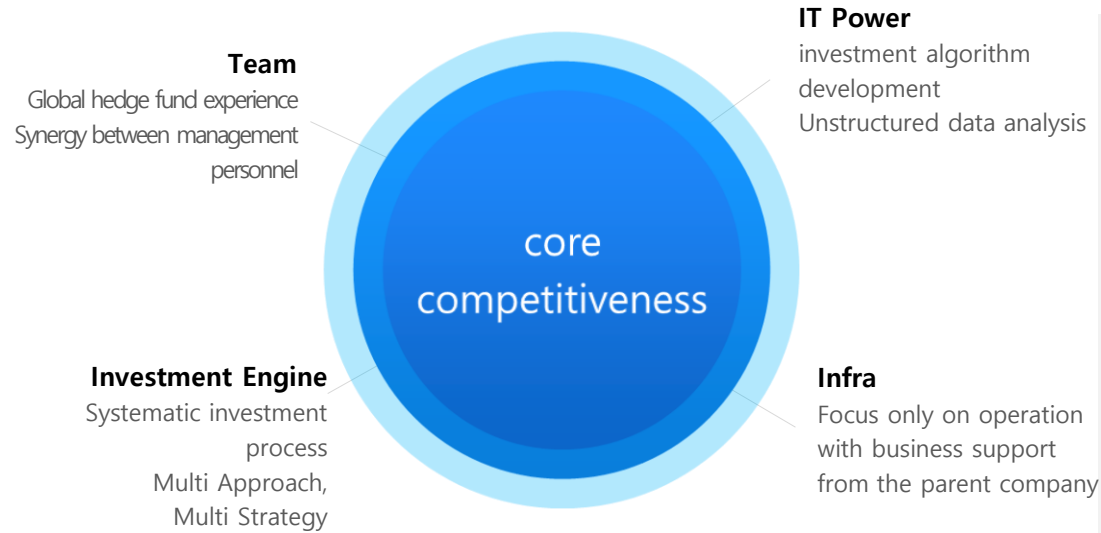 Team
Global hedge fund experience
Synergy between management
personnel
IT Power
investment algorithm
development
Unstructured data analysis
core
competitiveness
Investment Engine
Systematic investment
process
Multi Approach,
Multi Strategy
Infra
Focus only on operation
with business support
from the parent company